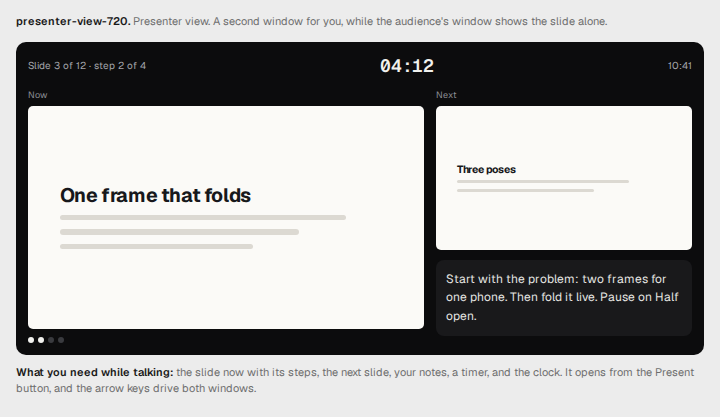 presenter-view-720. Presenter view. A second window for you, while the audience's window shows the slide alone.
Slide 3 of 12 · step 2 of 4
04:12
10:41
Now
Next
One frame that folds
Three poses
Start with the problem: two frames for
one phone. Then fold it live. Pause on Half
open.
What you need while talking: the slide now with its steps, the next slide, your notes, a timer, and the clock. It opens from the Present
button, and the arrow keys drive both windows.